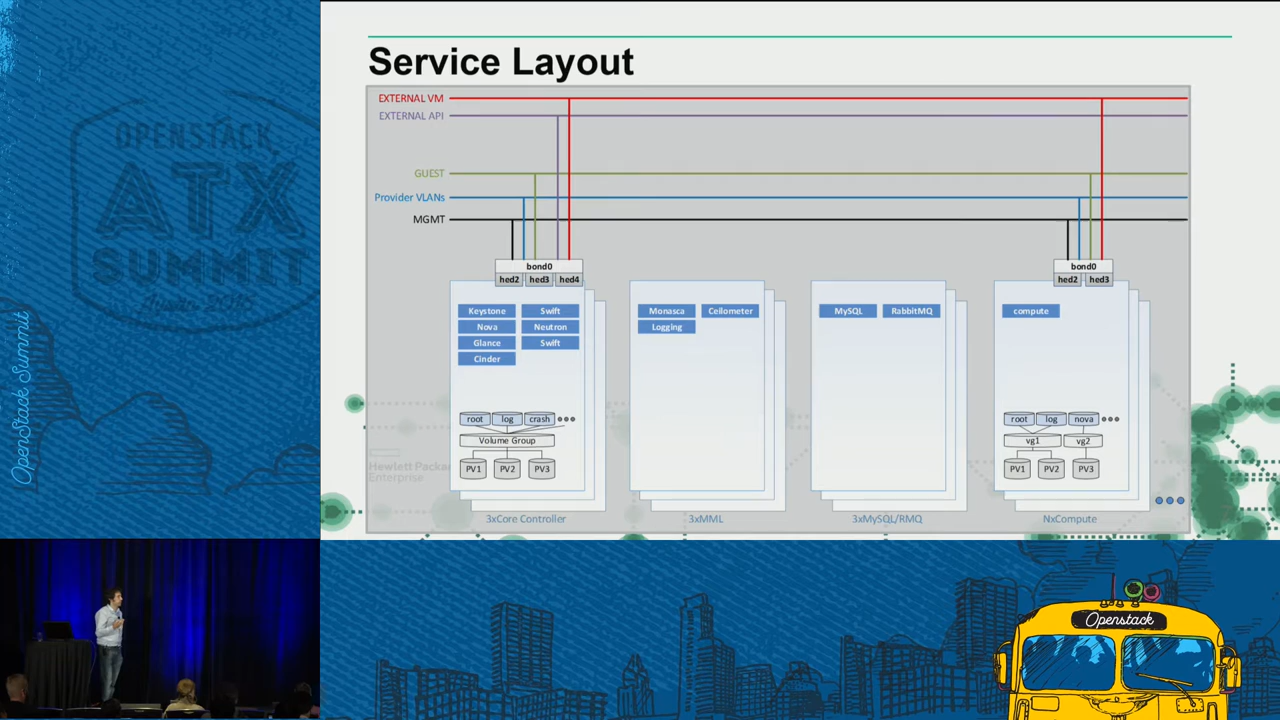 OPENSTACK
ATX
SUMMIT
Austin 2016
OpenStack Summit
Service Layout
EXTERNAL VM
EXTERNAL API
GUEST
Provider VLANs
MGMT
bond0
hed2 hed3 hed4
Keystone Swift
Nova Neutron
Glance Swift
Cinder
root log crash
Volume Group
PV1 PV2 PV3
3xCore Controller
Monasca Ceilometer
Logging
3xMML
MySQL RabbitMQ
3xMySQL/RMQ
bond0
hed2 hed3
compute
root log nova
vg1 vg2
PV1 PV2 PV3
NxCompute
Hewlett Packa
Enterprise
Openstack